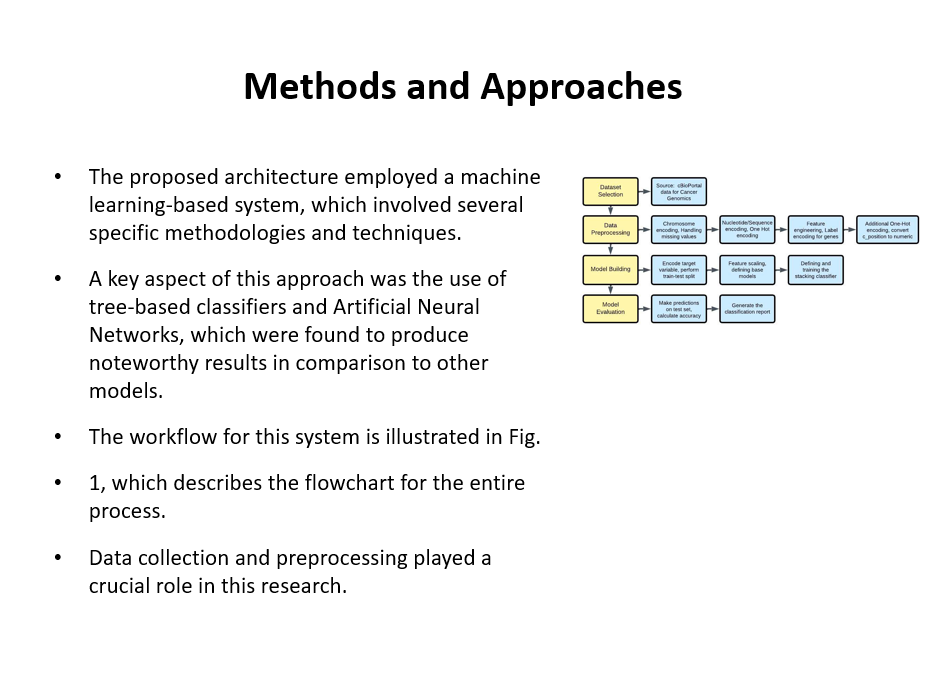 Methods and Approaches
• The proposed architecture employed a machine
learning-based system, which involved several
specific methodologies and techniques.
• A key aspect of this approach was the use of
tree-based classifiers and Artificial Neural
Networks, which were found to produce
noteworthy results in comparison to other
models.
• The workflow for this system is illustrated in Fig.
• 1, which describes the flowchart for the entire
process.
• Data collection and preprocessing played a
crucial role in this research.
Dataset
Selection
Source: cBioPortal
data for Cancer
Genomics
Data
Preprocessing
Chromosome
encoding, Handling
missing values
Nucleotide/Sequence
encoding, One Hot
encoding
Feature
engineering, Label
encoding for genes
Additional One-Hot
encoding, convert
c_position to numeric
Model Building
Encode target
variable, perform
train-test split
Feature scaling,
defining base
models
Defining and
training the
stacking classifier
Model
Evaluation
Make predictions
on test set,
calculate accuracy
Generate the
classification report